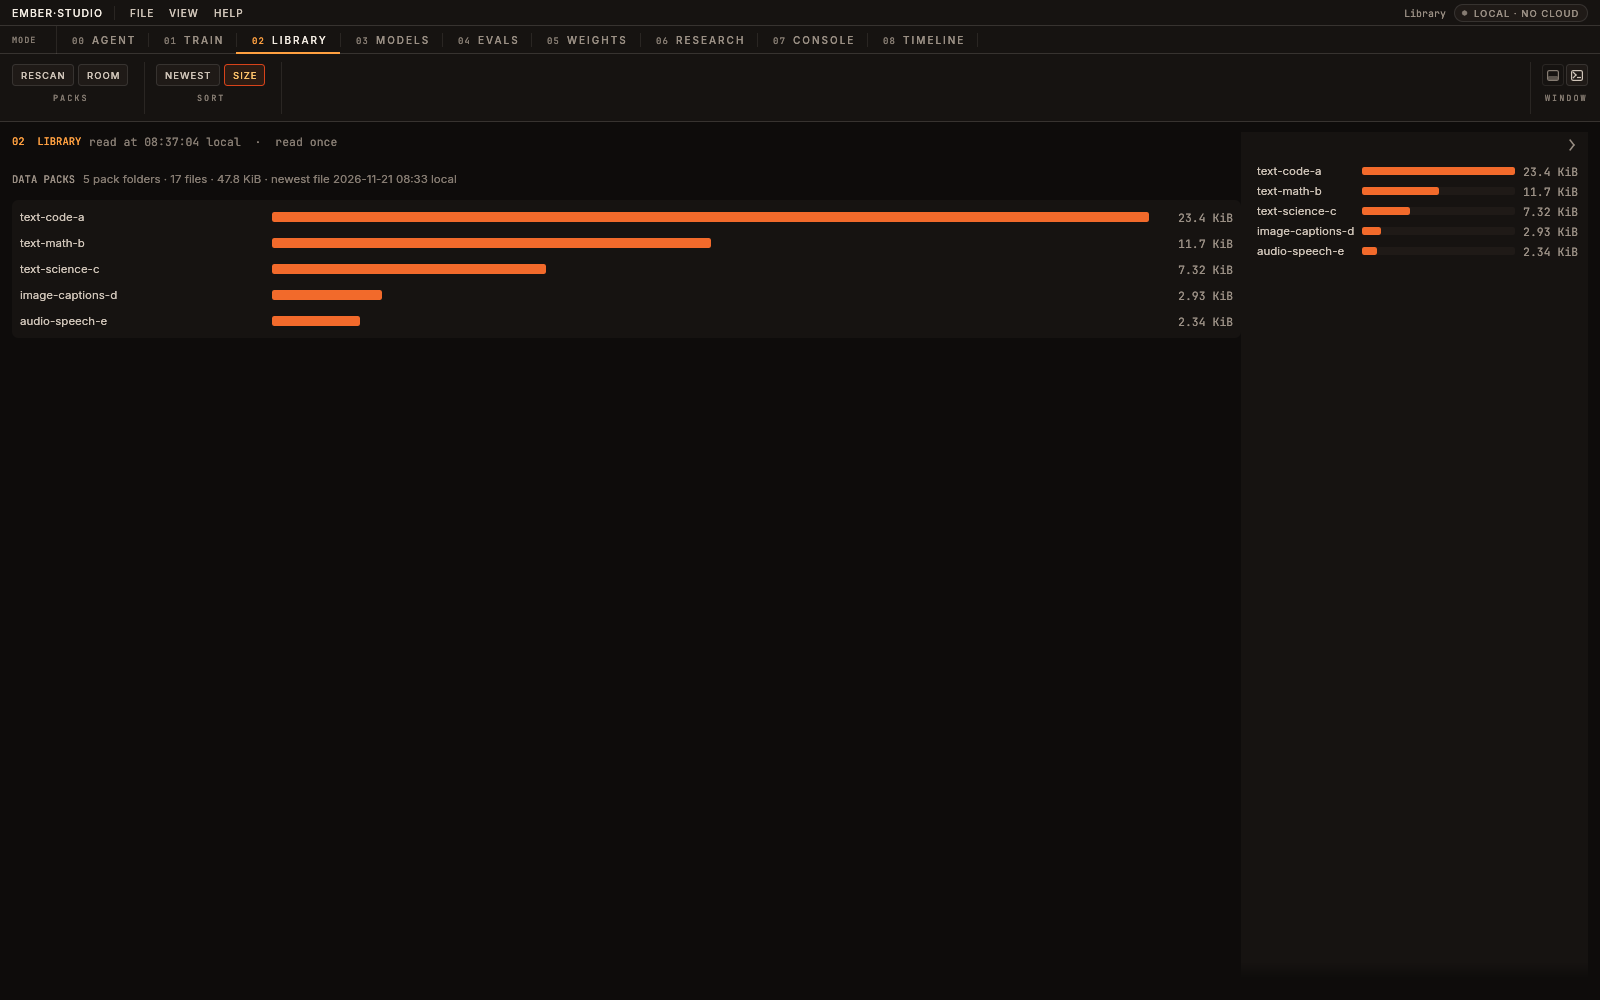 EMBER·STUDIO FILE VIEW HELP Library LOCAL · NO CLOUD
MODE 00 AGENT 01 TRAIN 02 LIBRARY 03 MODELS 04 EVALS 05 WEIGHTS 06 RESEARCH 07 CONSOLE 08 TIMELINE
RESCAN ROOM NEWEST SIZE
PACKS SORT WINDOW
02 LIBRARY read at 08:37:04 local · read once
DATA PACKS 5 pack folders · 17 files · 47.8 KiB · newest file 2026-11-21 08:33 local
text-code-a 23.4 KiB
text-math-b 11.7 KiB
text-science-c 7.32 KiB
image-captions-d 2.93 KiB
audio-speech-e 2.34 KiB
text-code-a 23.4 KiB
text-math-b 11.7 KiB
text-science-c 7.32 KiB
image-captions-d 2.93 KiB
audio-speech-e 2.34 KiB